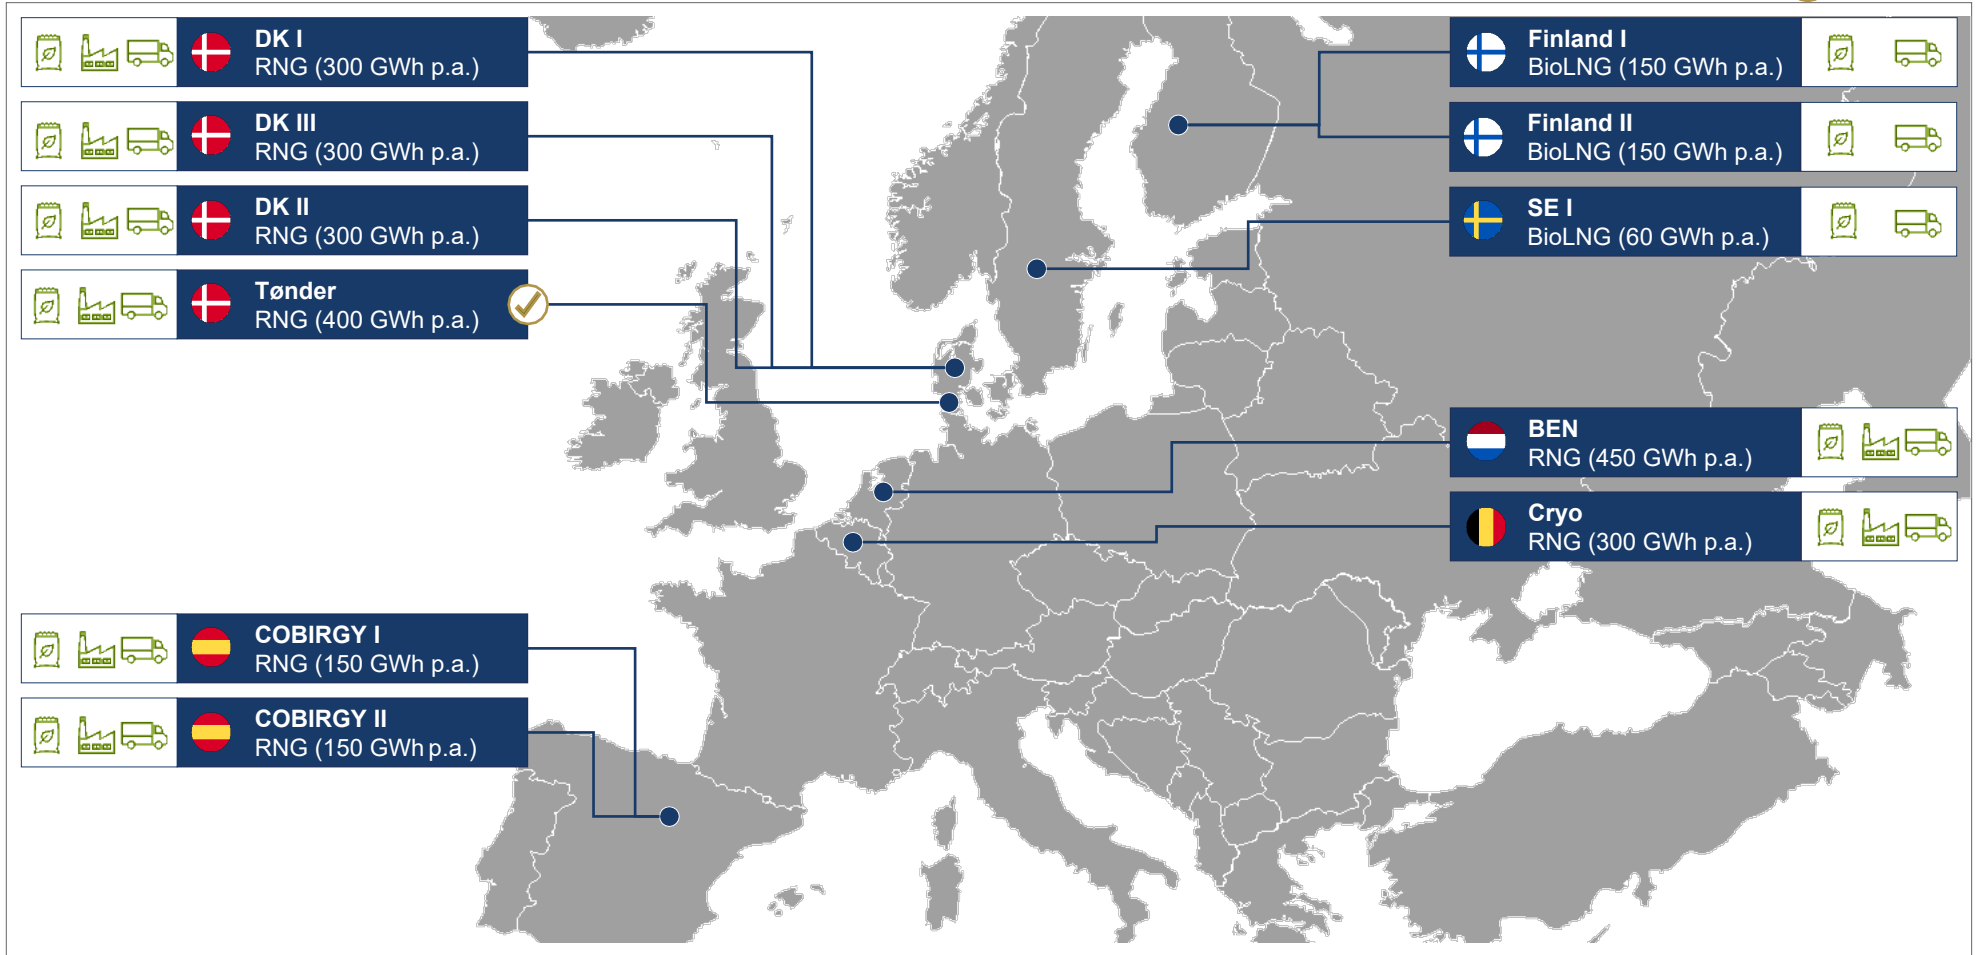 DK I
RNG (300 GWh p.a.)
DK III
RNG (300 GWh p.a.)
DK II
RNG (300 GWh p.a.)
Tønder
RNG (400 GWh p.a.)
COBIRGY I
RNG (150 GWh p.a.)
COBIRGY II
RNG (150 GWh p.a.)
Finland I
BioLNG (150 GWh p.a.)
Finland II
BioLNG (150 GWh p.a.)
SE I
BioLNG (60 GWh p.a.)
BEN
RNG (450 GWh p.a.)
Cryo
RNG (300 GWh p.a.)